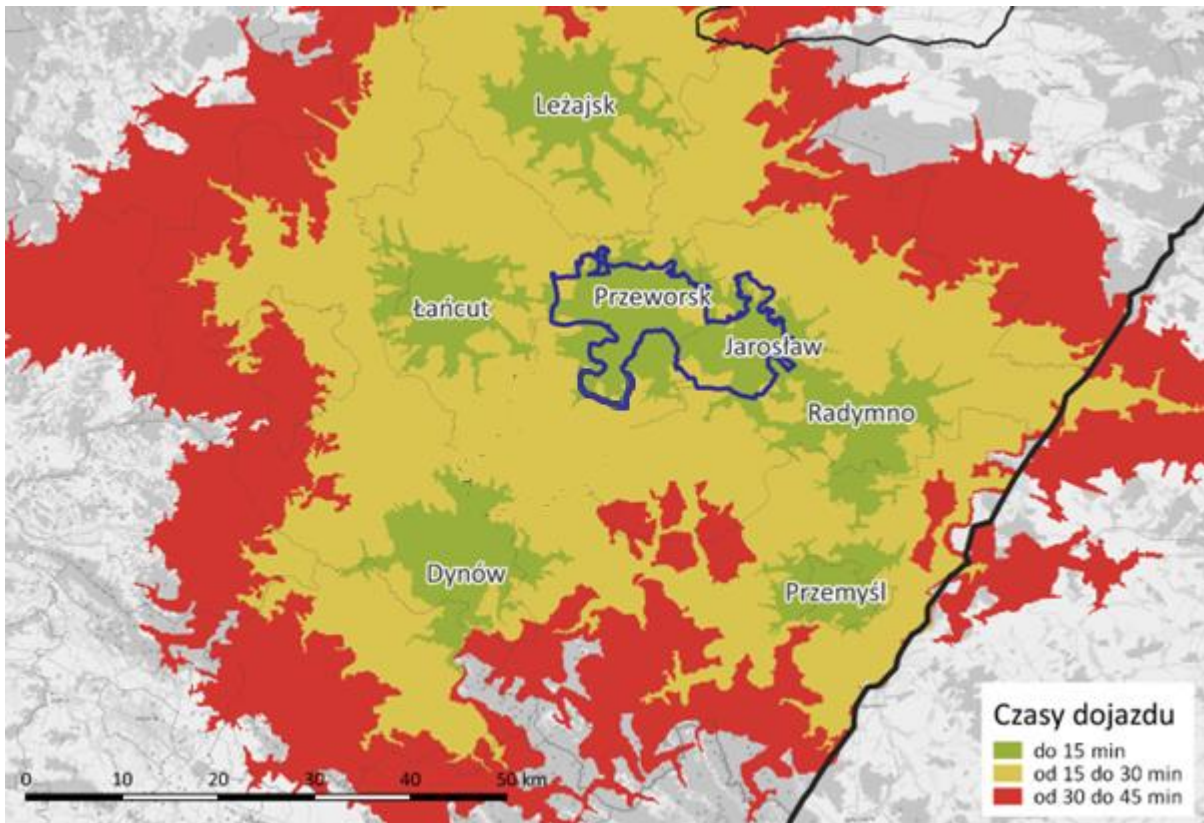 Leżajsk
Przeworsk
Łańcut
Jarosław
Radymno
Dynów
Przemyśl
Czasy dojazdu
do 15 min
od 15 do 30 min
od 30 do 45 min
0 10 20 30 40 50 km